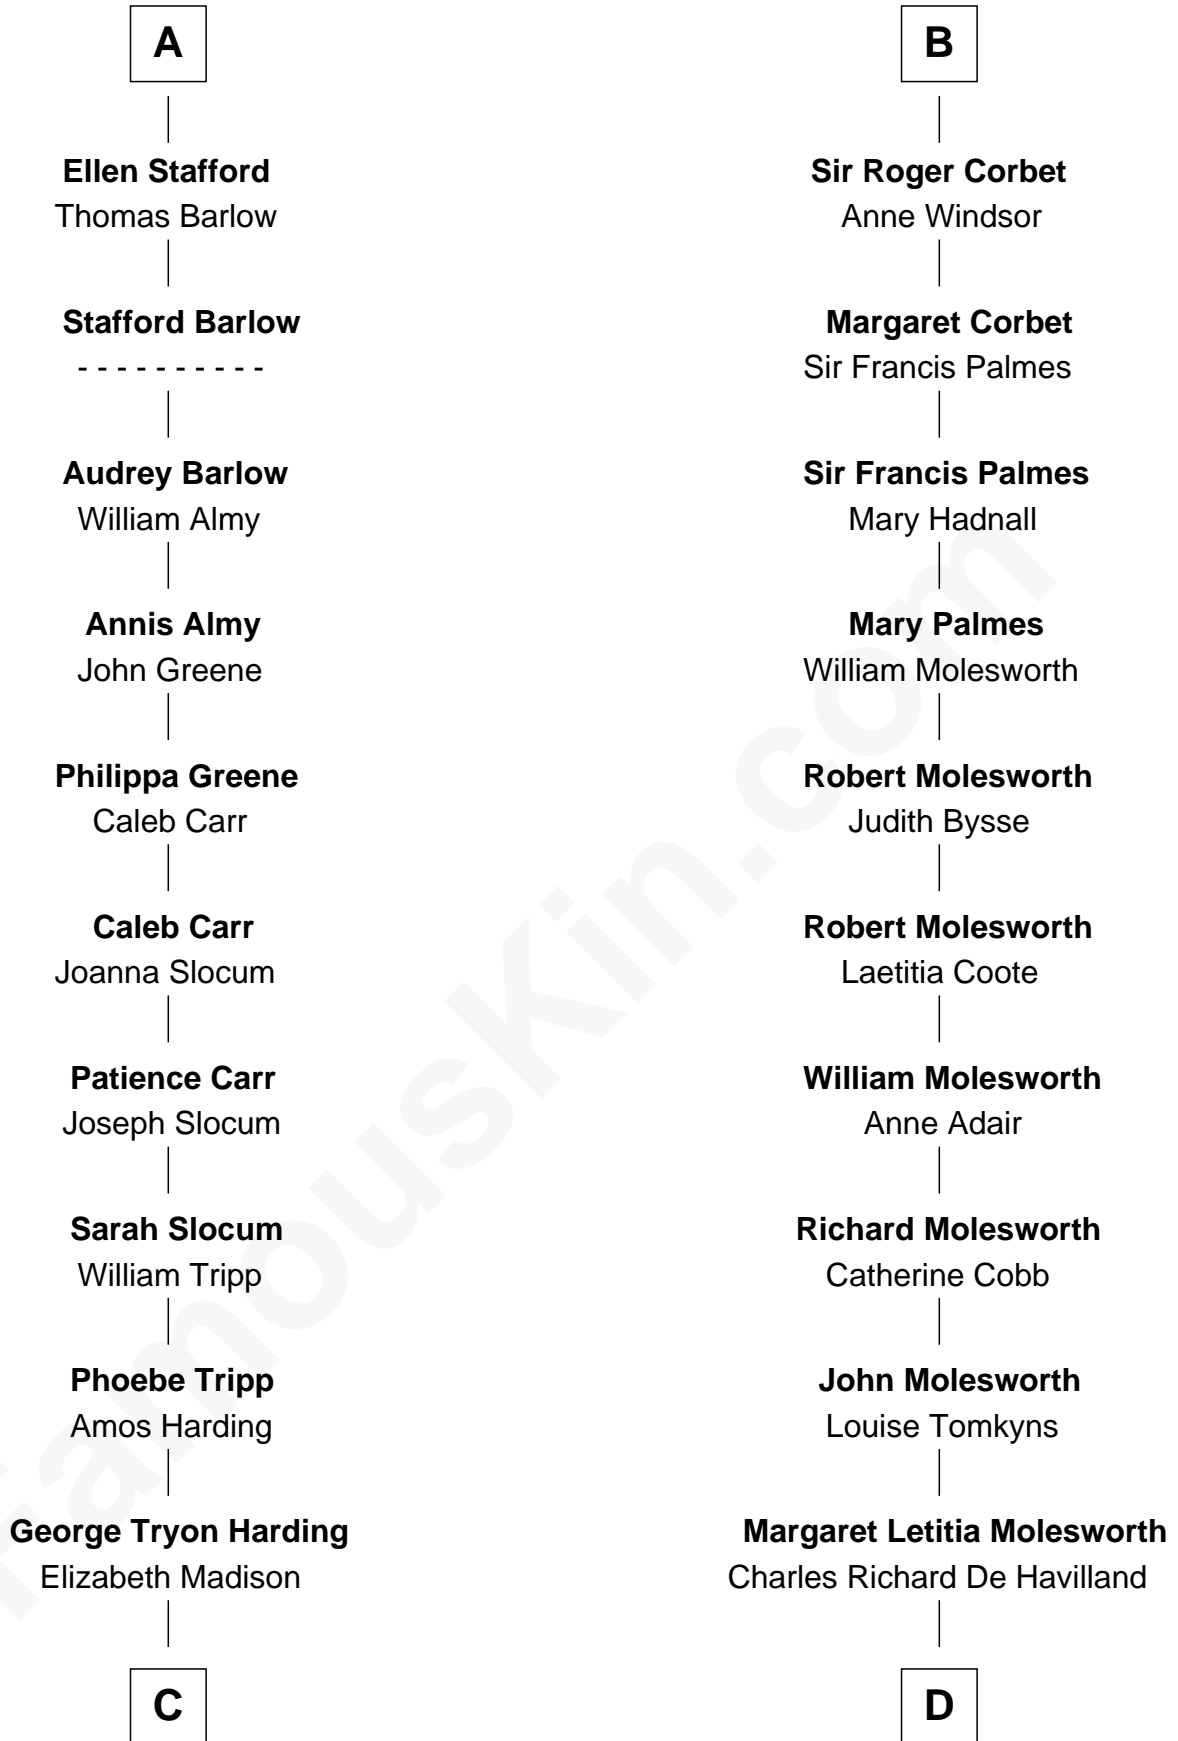 A
Ellen Stafford
Thomas Barlow
Stafford Barlow
- - - - - - - - - -
Audrey Barlow
William Almy
Annis Almy
John Greene
Philippa Greene
Caleb Carr
Caleb Carr
Joanna Slocum
Patience Carr
Joseph Slocum
Sarah Slocum
William Tripp
Phoebe Tripp
Amos Harding
George Tryon Harding
Elizabeth Madison
C
B
Sir Roger Corbet
Anne Windsor
Margaret Corbet
Sir Francis Palmes
Sir Francis Palmes
Mary Hadnall
Mary Palmes
William Molesworth
Robert Molesworth
Judith Bysse
Robert Molesworth
Laetitia Coote
William Molesworth
Anne Adair
Richard Molesworth
Catherine Cobb
John Molesworth
Louise Tomkyns
Margaret Letitia Molesworth
Charles Richard De Havilland
D
FamousKin.com